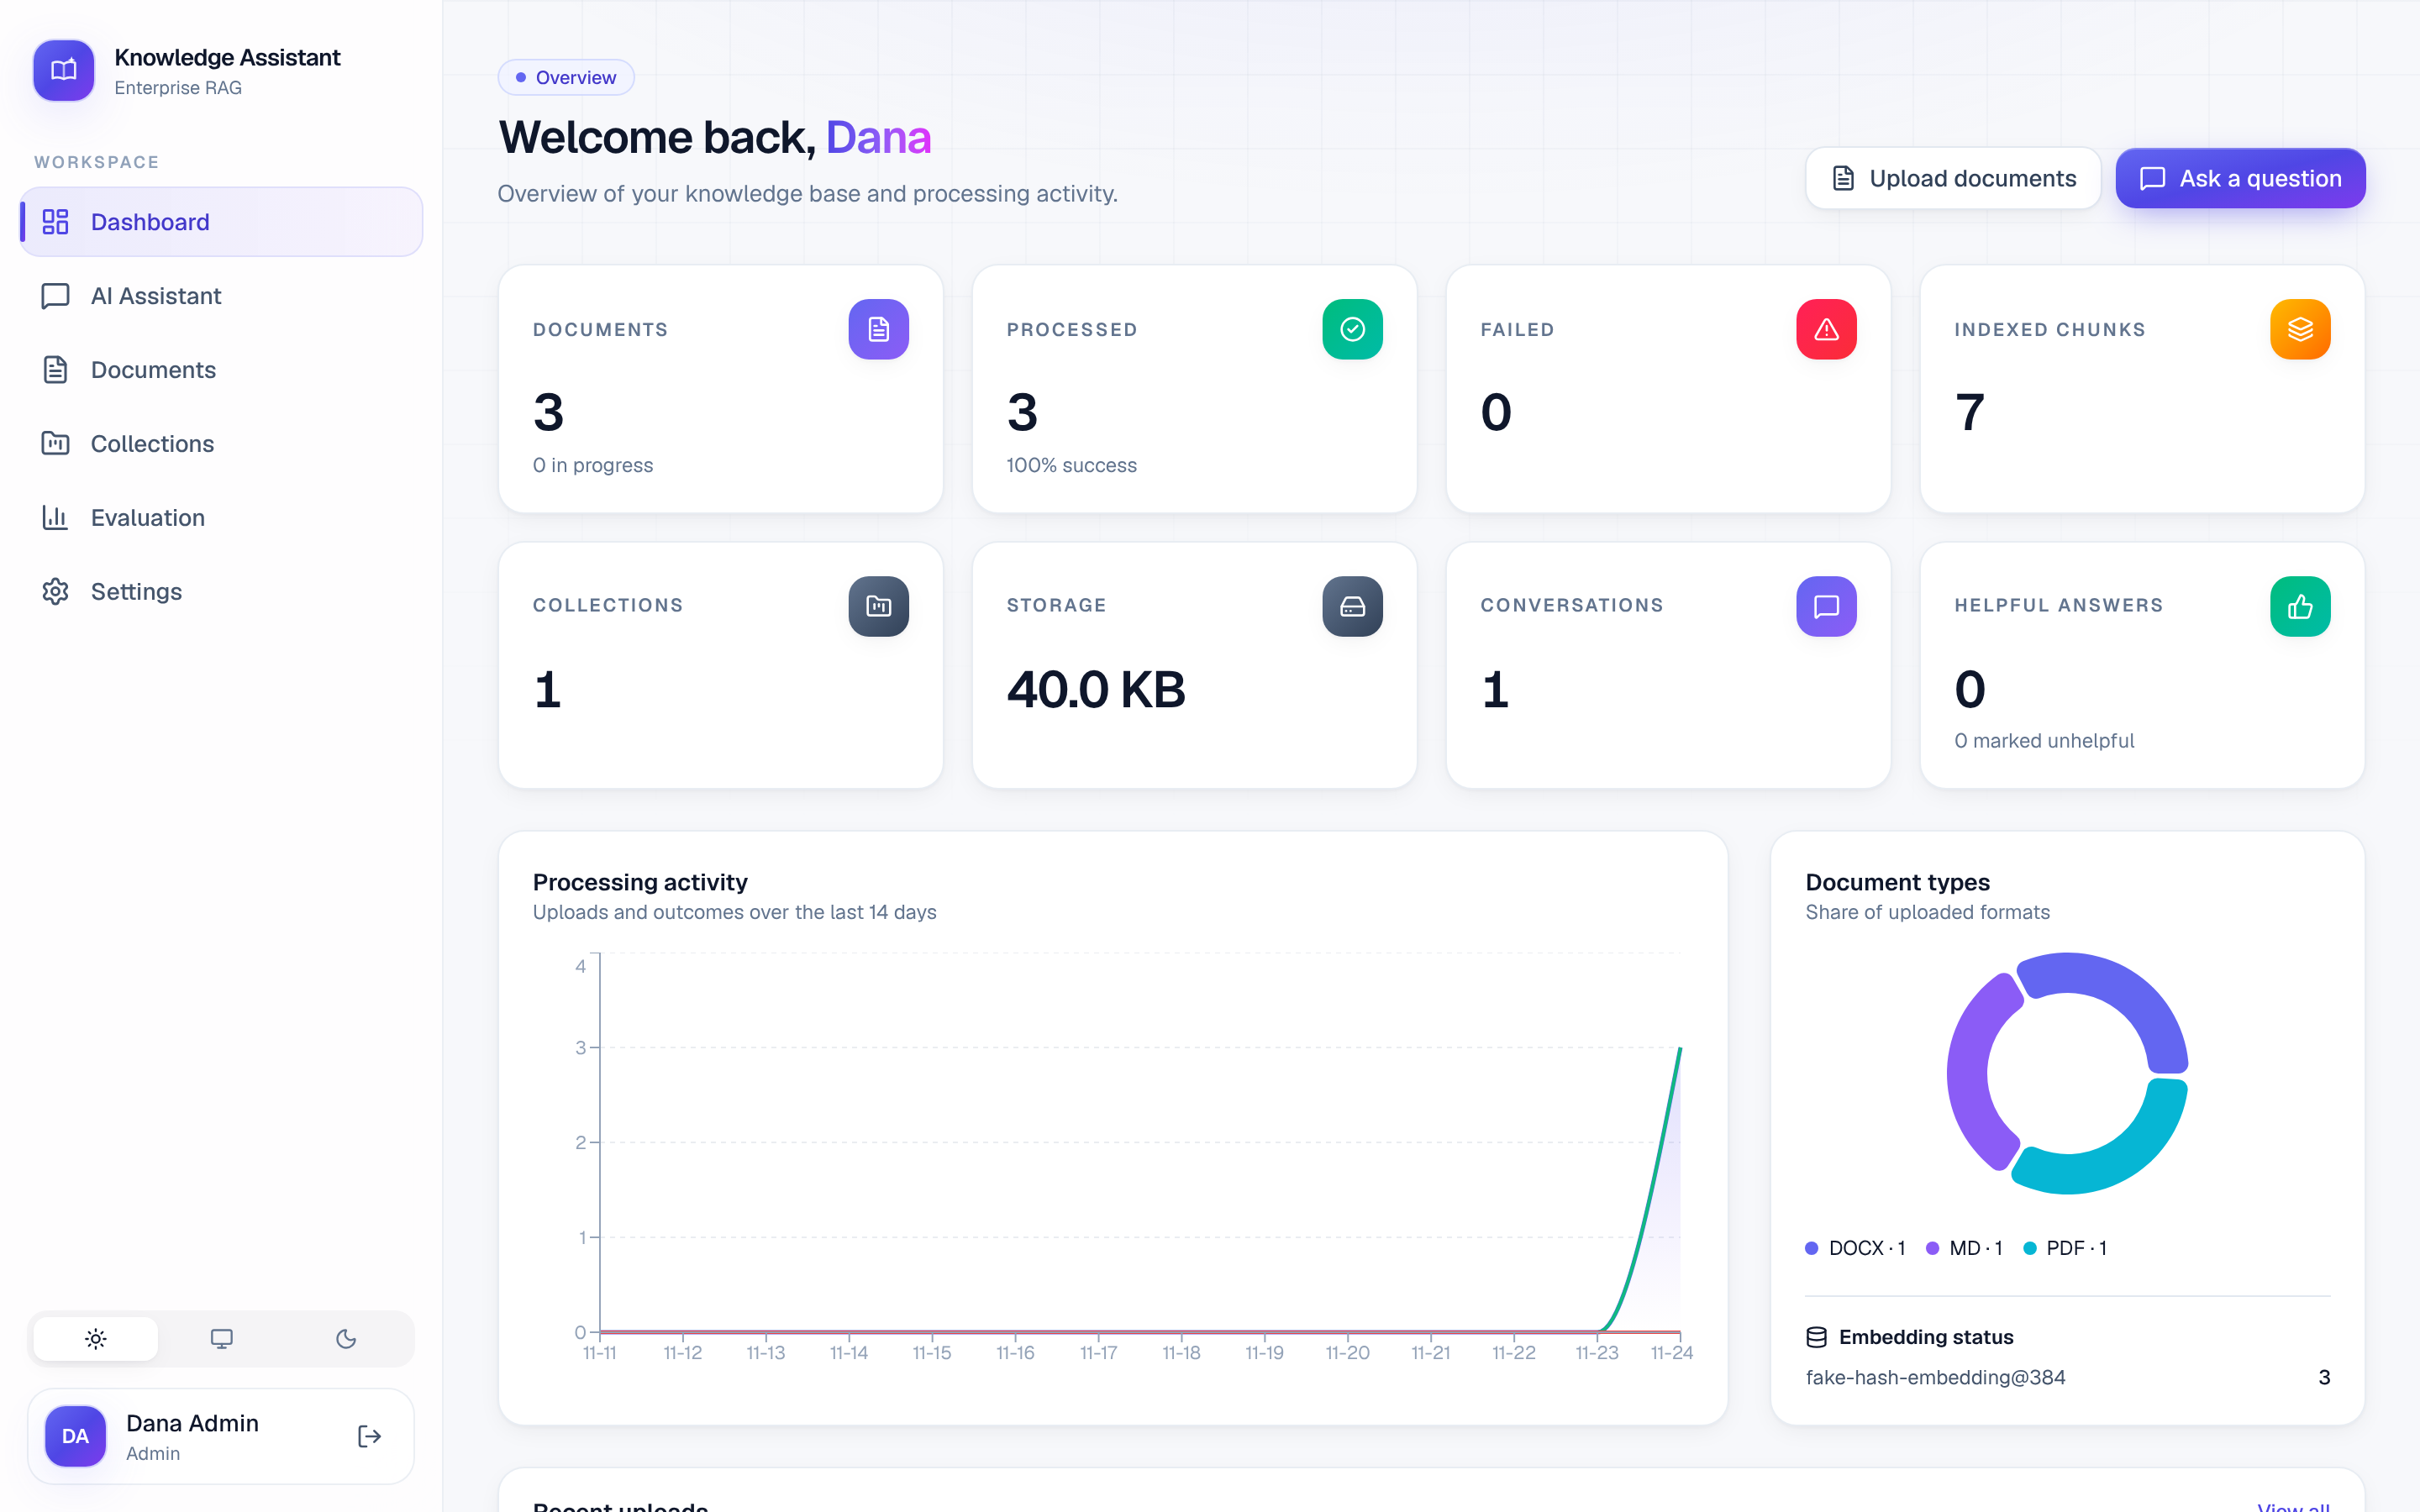 Knowledge Assistant
Enterprise RAG
WORKSPACE
Dashboard
AI Assistant
Documents
Collections
Evaluation
Settings
DA
Dana Admin
Admin
Overview
Welcome back, Dana
Overview of your knowledge base and processing activity.
Upload documents
Ask a question
DOCUMENTS
3
0 in progress
PROCESSED
3
100% success
FAILED
0
INDEXED CHUNKS
7
COLLECTIONS
1
STORAGE
40.0 KB
CONVERSATIONS
1
HELPFUL ANSWERS
0
0 marked unhelpful
Processing activity
Uploads and outcomes over the last 14 days
4
3
2
1
0
11-11 11-12 11-13 11-14 11-15 11-16 11-17 11-18 11-19 11-20 11-21 11-22 11-23 11-24
Document types
Share of uploaded formats
DOCX · 1 MD · 1 PDF · 1
Embedding status
fake-hash-embedding@384 3
Recent uploads
View all